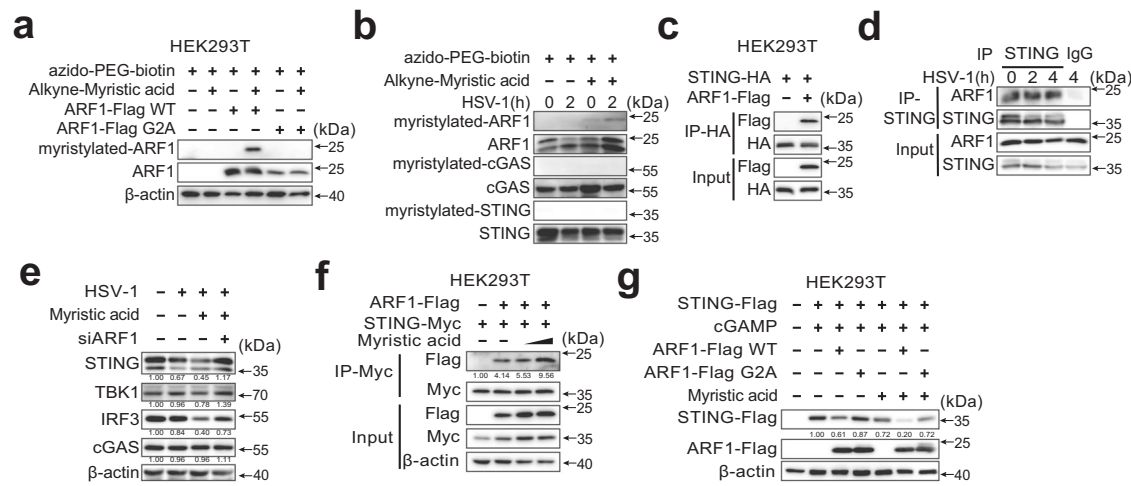 a
HEK293T
azido-PEG-biotin + + + + + +
Alkyne-Myristic acid − + − + − +
ARF1-Flag WT − − + + − −
ARF1-Flag G2A − − − − + + (kDa)
myristylated-ARF1 ←25
ARF1 ←25
β-actin ←40
b
azido-PEG-biotin + + + +
Alkyne-Myristic acid − − + +
HSV-1(h) 0 2 0 2 (kDa)
myristylated-ARF1 ←25
ARF1 ←25
myristylated-cGAS ←55
cGAS ←55
myristylated-STING ←35
STING ←35
c
HEK293T
STING-HA + +
ARF1-Flag − + (kDa)
IP-HA
Flag ←25
HA ←35
Input
Flag ←25
HA ←35
d
IP STING IgG
HSV-1(h) 0 2 4 4 (kDa)
IP-STING
ARF1 ←25
STING ←35
Input
ARF1 ←25
STING ←35
e
HSV-1 − + + +
Myristic acid − − + +
siARF1 − − − + (kDa)
STING ←35
1.00 0.67 0.45 1.17
TBK1 ←70
1.00 0.96 0.78 1.39
IRF3 ←55
1.00 0.84 0.40 0.73
cGAS ←55
1.00 0.96 0.96 1.11
β-actin ←40
f
HEK293T
ARF1-Flag − + + +
STING-Myc + + + +
Myristic acid − − (kDa)
IP-Myc
Flag ←25
1.00 4.14 5.53 9.56
Myc ←35
Input
Flag ←25
Myc ←35
β-actin ←40
g
HEK293T
STING-Flag − + + + + + +
cGAMP − + + + + + +
ARF1-Flag WT − − + − − + −
ARF1-Flag G2A − − − + − − +
Myristic acid − − − − + + + (kDa)
STING-Flag ←35
1.00 0.61 0.87 0.72 0.20 0.72
ARF1-Flag ←25
β-actin ←40